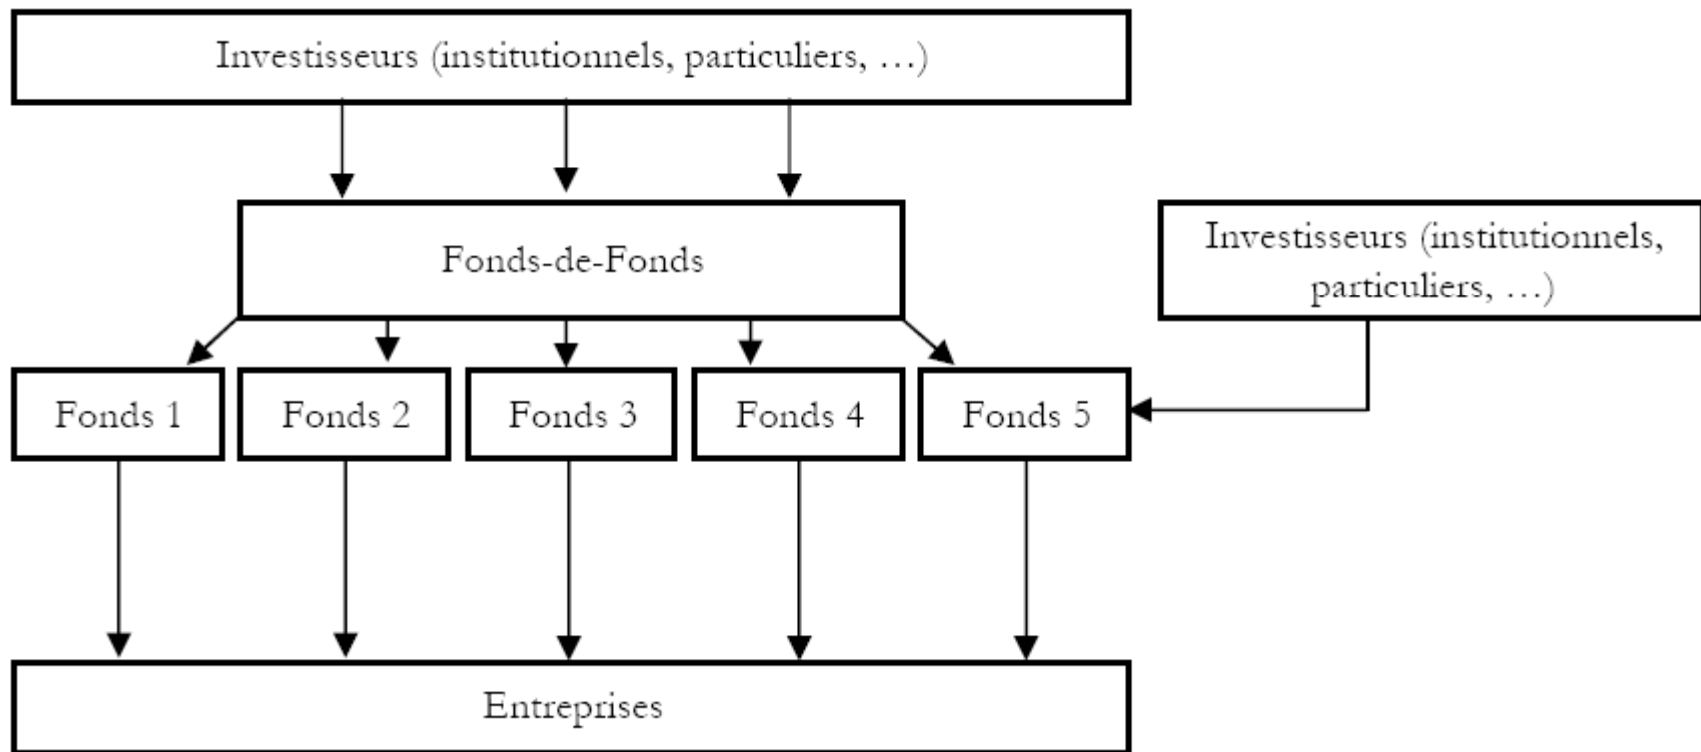 Investisseurs (institutionnels, particuliers, …)
Fonds-de-Fonds
Investisseurs (institutionnels,
particuliers, …)
Fonds 1
Fonds 2
Fonds 3
Fonds 4
Fonds 5
Entreprises